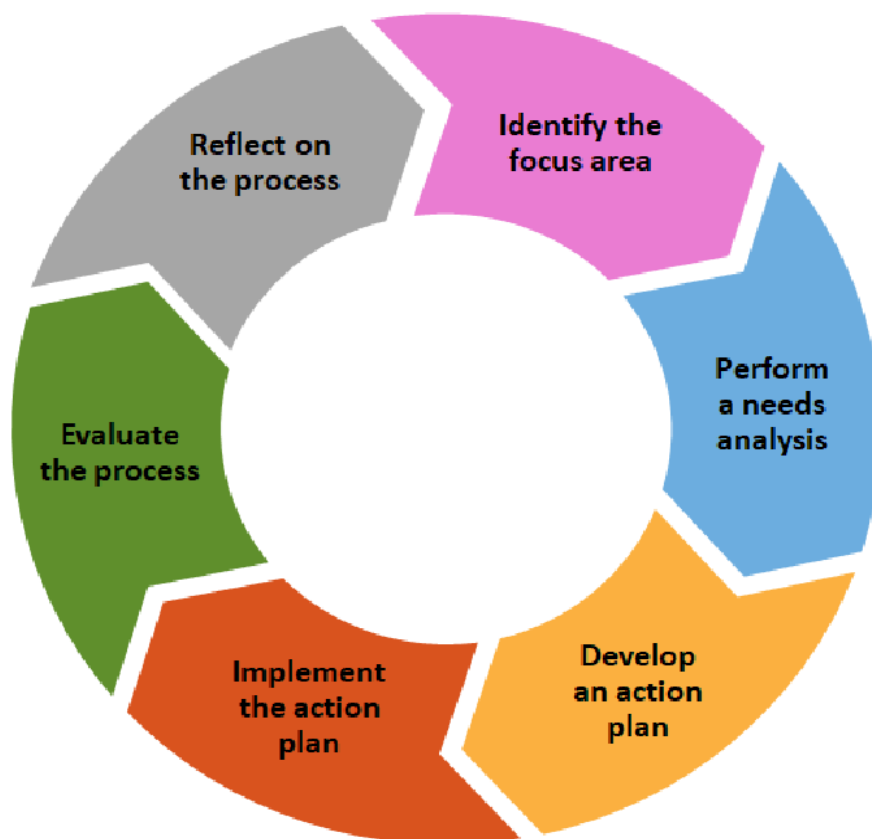 Identify the
focus area
Perform
a needs
analysis
Develop
an action
plan
Implement
the action
plan
Evaluate
the process
Reflect on
the process